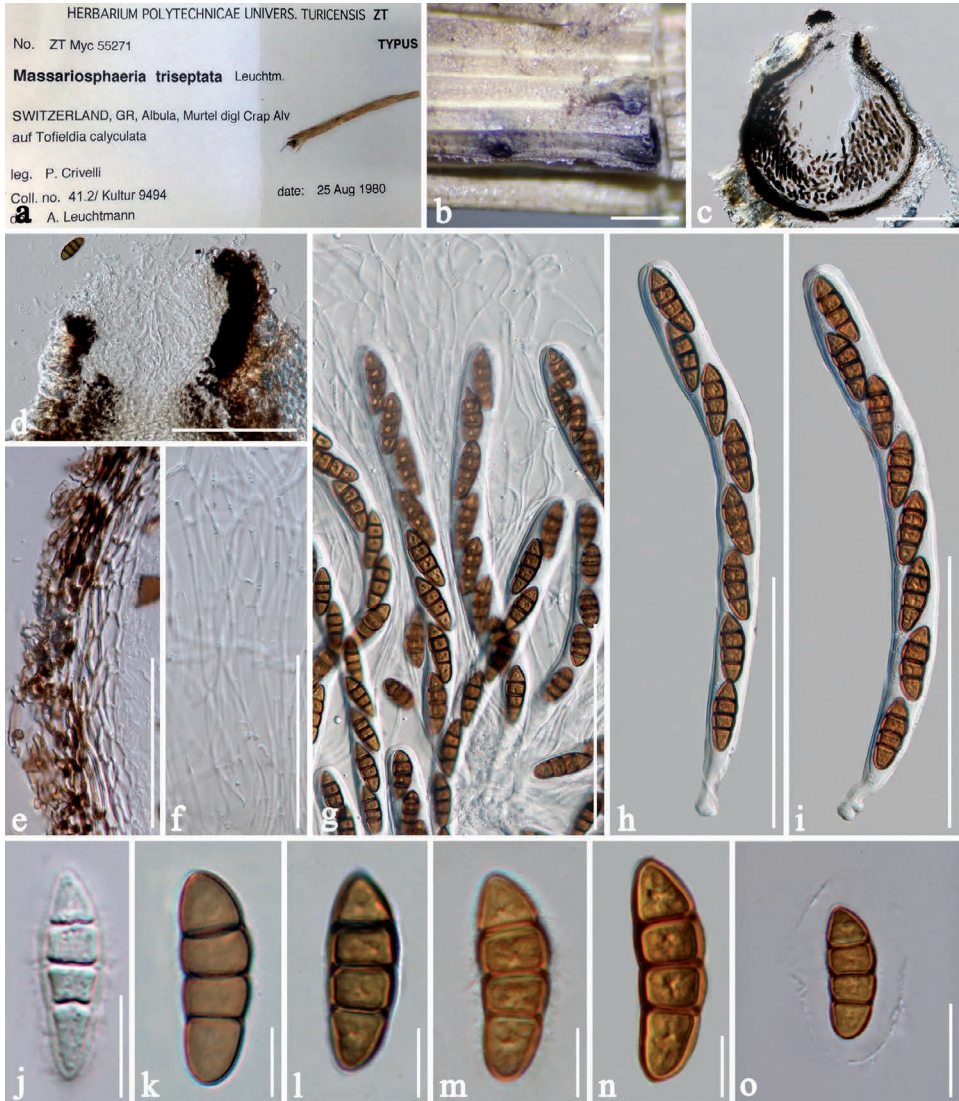 HERBARIUM POLYTECHNICAE UNIVERS. TURICENSIS ZT
No. ZT Myc 55271 TYPUS
Massariosphaeria triseptata Leuchtm.
SWITZERLAND, GR, Albula, Murtel digl Crap Alv
auf Tofieldia calyculata
leg. P. Crivelli
Coll. no. 41.2/ Kultur 9494 date: 25 Aug 1980
A. Leuchtmann
a
b
c
d
e
f
g
h
i
j
k
l
m
n
o